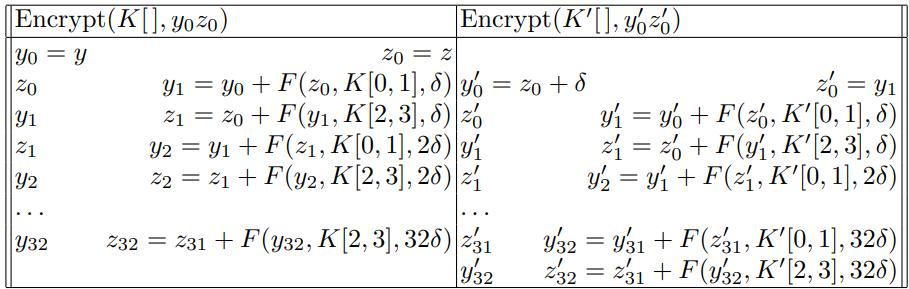 Encrypt(K[ ], y₀z₀) Encrypt(K′[ ], y′₀z′₀)
y₀ = y z₀ = z
z₀ y₁ = y₀ + F(z₀, K[0, 1], δ) y′₀ = z₀ + δ z′₀ = y₁
y₁ z₁ = z₀ + F(y₁, K[2, 3], δ) z′₀ y′₁ = y′₀ + F(z′₀, K′[0, 1], δ)
z₁ y₂ = y₁ + F(z₁, K[0, 1], 2δ) y′₁ z′₁ = z′₀ + F(y′₁, K′[2, 3], δ)
y₂ z₂ = z₁ + F(y₂, K[2, 3], 2δ) z′₁ y′₂ = y′₁ + F(z′₁, K′[0, 1], 2δ)
... ...
y₃₂ z₃₂ = z₃₁ + F(y₃₂, K[2, 3], 32δ) z′₃₁ y′₃₂ = y′₃₁ + F(z′₃₁, K′[0, 1], 32δ)
y′₃₂ z′₃₂ = z′₃₁ + F(y′₃₂, K′[2, 3], 32δ)